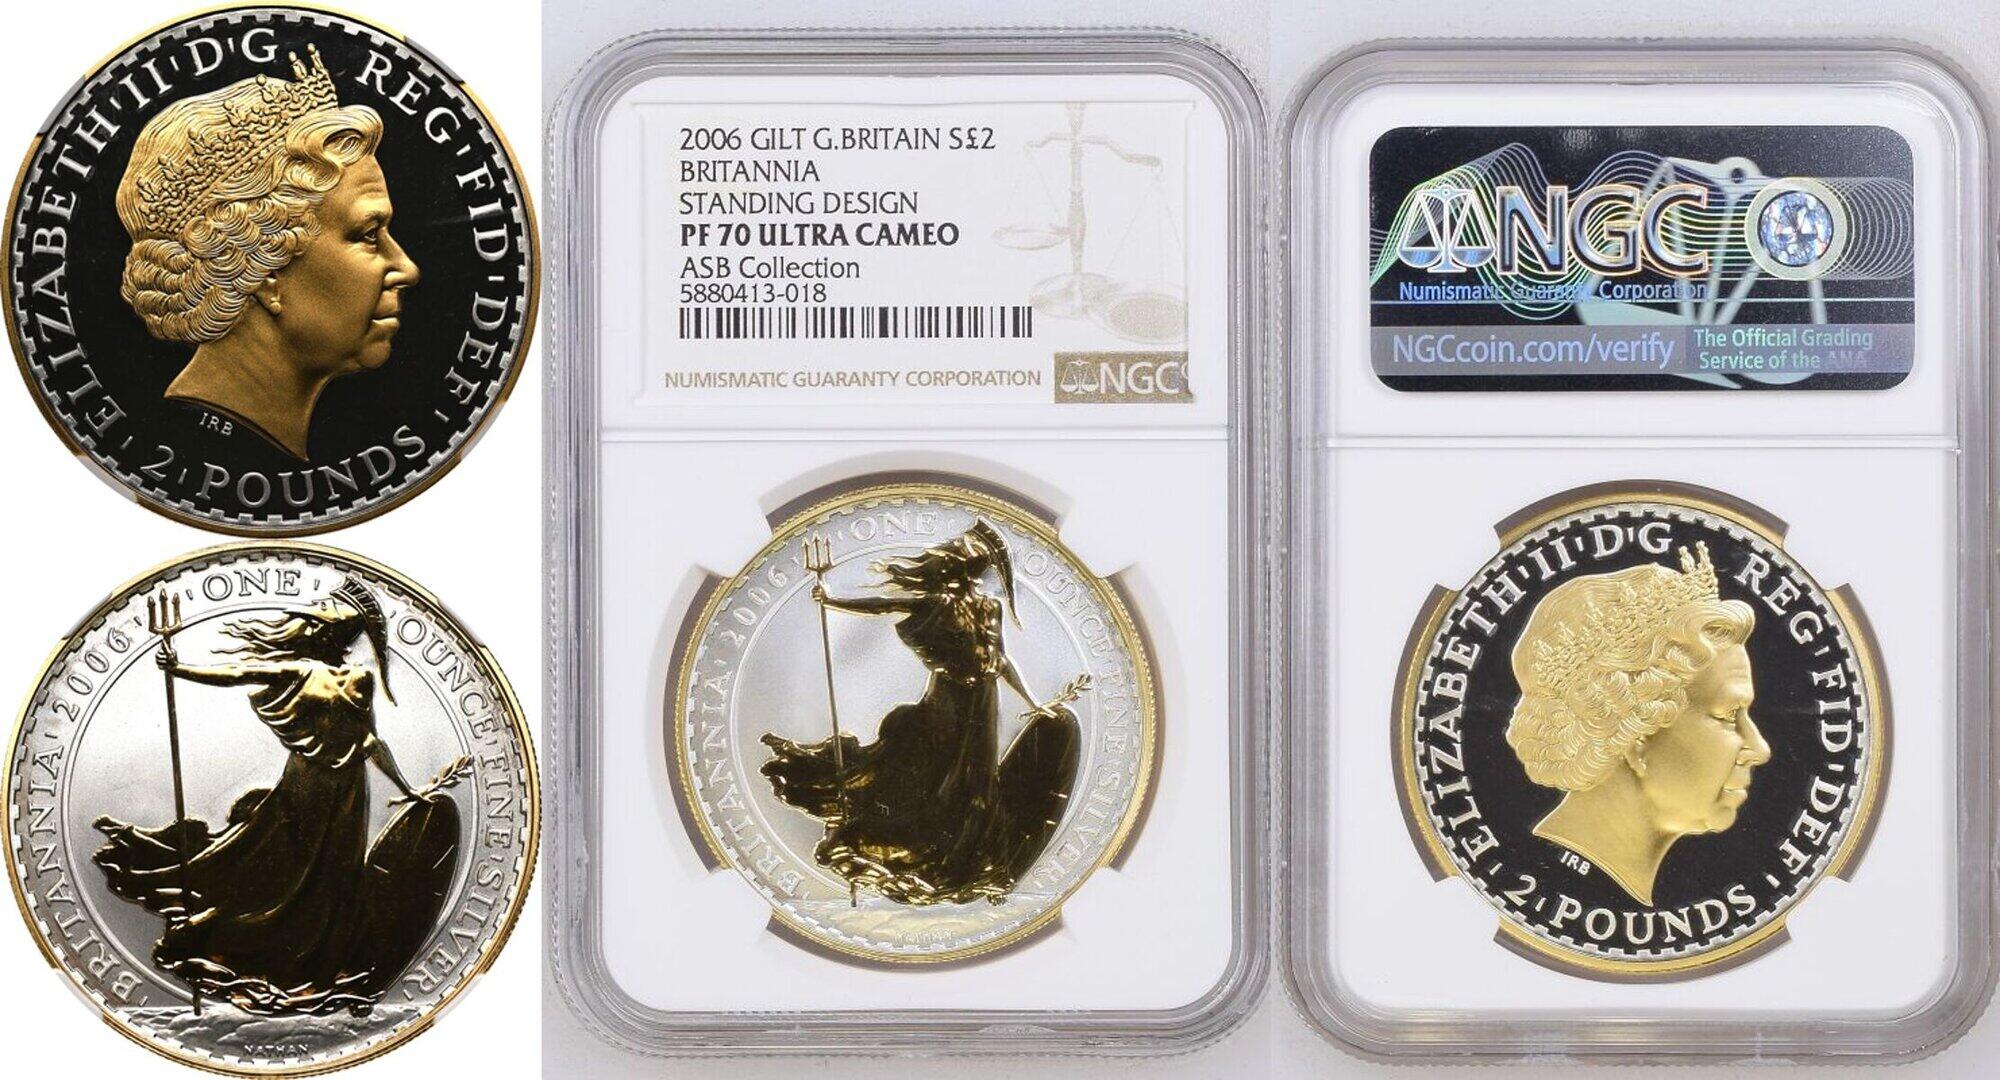 ELIZABETH·II·D·G REG·FID·DEF·
2·POUNDS
IRB
BRITANNIA·2006·ONE·OUNCE·FINE·SILVER·
NATHAN
2006 GILT G.BRITAIN S£2
BRITANNIA
STANDING DESIGN
PF 70 ULTRA CAMEO
ASB Collection
5880413-018
NUMISMATIC GUARANTY CORPORATION
NGC
BRITANNIA·2006·ONE·OUNCE·FINE·SILVER·
NATHAN
NGC
Numismatic Guaranty Corporation
NGCcoin.com/verify
The Official Grading
Service of the ANA
ELIZABETH·II·D·G REG·FID·DEF·
2·POUNDS
IRB